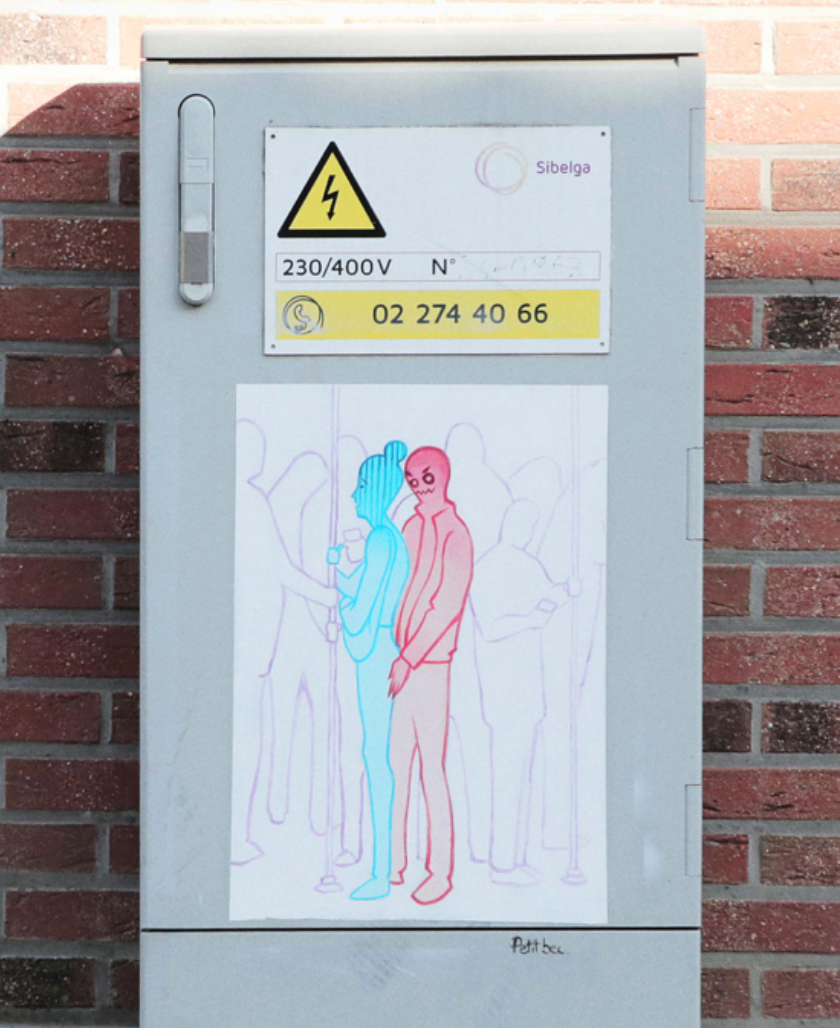 Sibelga
230/400V N°
02 274 40 66
Petit bec